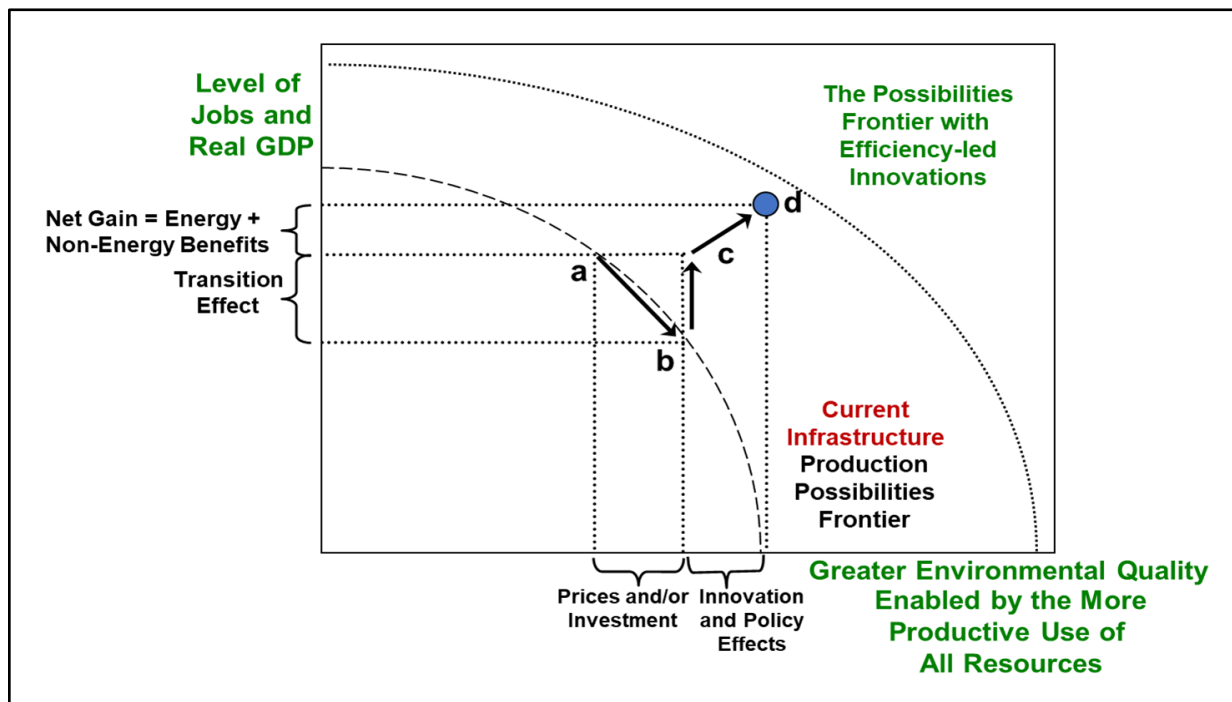 Level of
Jobs and
Real GDP
The Possibilities
Frontier with
Efficiency-led
Innovations
Net Gain = Energy +
Non-Energy Benefits
Transition
Effect
a
b
c
d
Current
Infrastructure
Production
Possibilities
Frontier
Prices and/or
Investment
Innovation
and Policy
Effects
Greater Environmental Quality
Enabled by the More
Productive Use of
All Resources